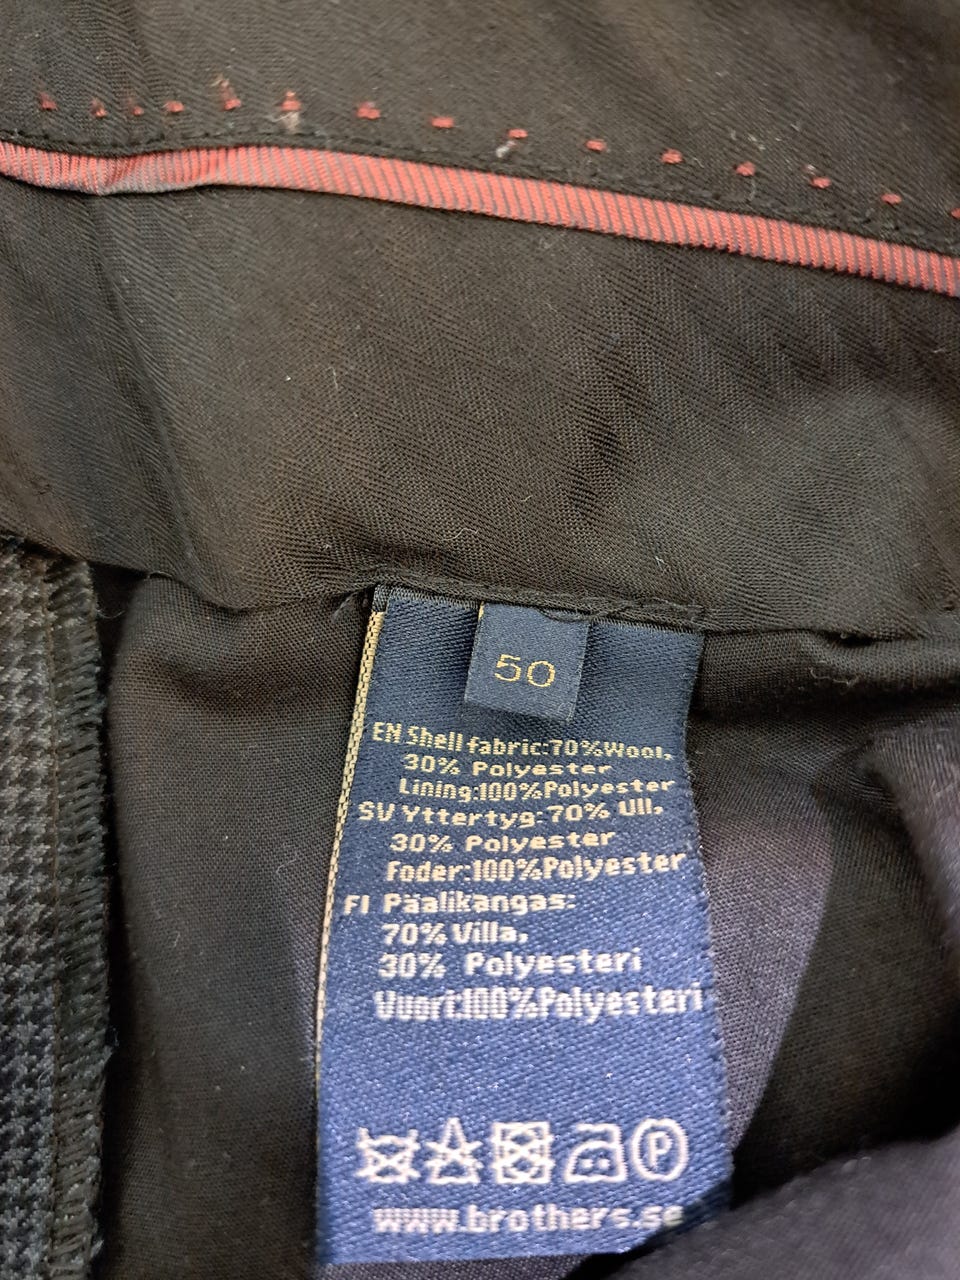 50
EN Shell fabric:70%Wool,
30% Polyester
Lining:100%Polyester
SV Yttertyg:70% Ull,
30% Polyester
Foder:100%Polyester
FI Päälikangas:
70% Villa,
30% Polyesteri
Vuori:100%Polyesteri
P
www.brothers.se